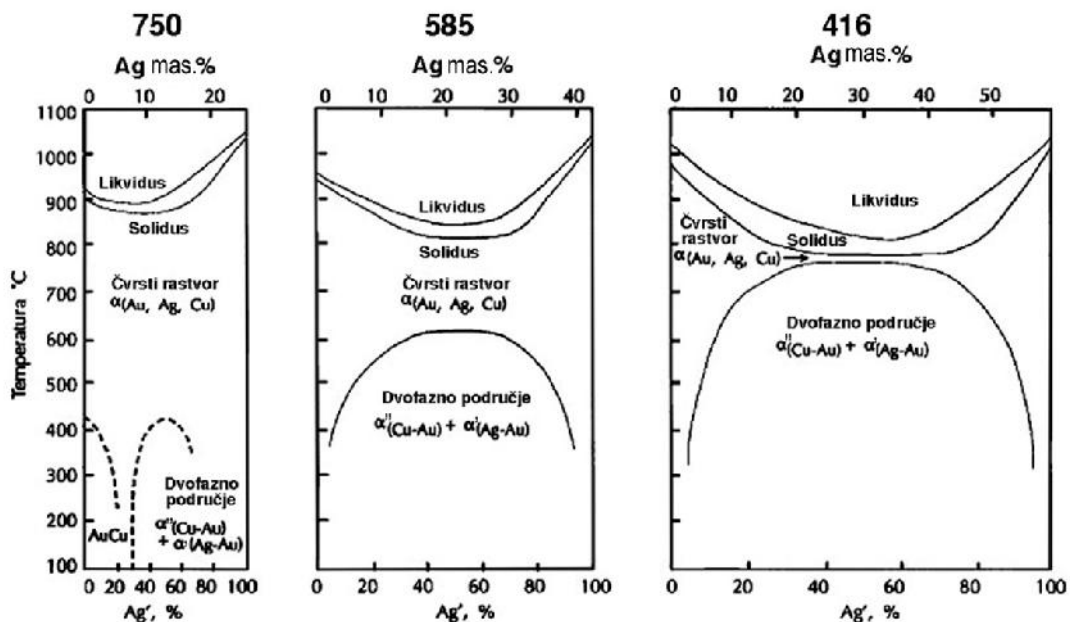 750
Ag mas.%
0 10 20
1100
1000
900
800
700
600
500
400
300
200
100
Temperatura °C
Likvidus
Solidus
Čvrsti rastvor
α(Au, Ag, Cu)
Dvofazno
područje
α"(Cu-Au)
+ α'(Ag-Au)
AuCu
0 20 40 60 80 100
Ag', %
585
Ag mas.%
0 10 20 30 40
Likvidus
Solidus
Čvrsti rastvor
α(Au, Ag, Cu)
Dvofazno područje
α"(Cu-Au) + α'(Ag-Au)
0 20 40 60 80 100
Ag', %
416
Ag mas.%
0 10 20 30 40 50
Likvidus
Čvrsti
rastvor
Solidus
α(Au, Ag, Cu)
Dvofazno područje
α"(Cu-Au) + α'(Ag-Au)
0 20 40 60 80 100
Ag', %